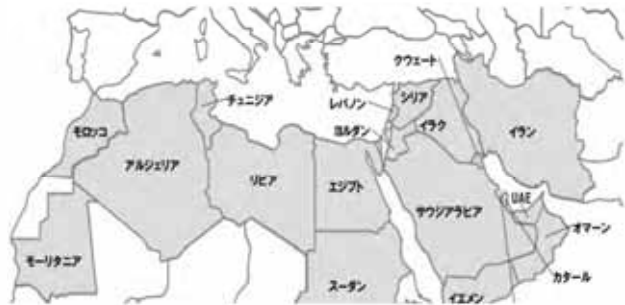 クウェート
チュニジア
レバノン
シリア
モロッコ
ヨルダン
イラク
イラン
アルジェリア
リビア
エジプト
サウジアラビア
UAE
オマーン
モーリタニア
カタール
スーダン
イエメン